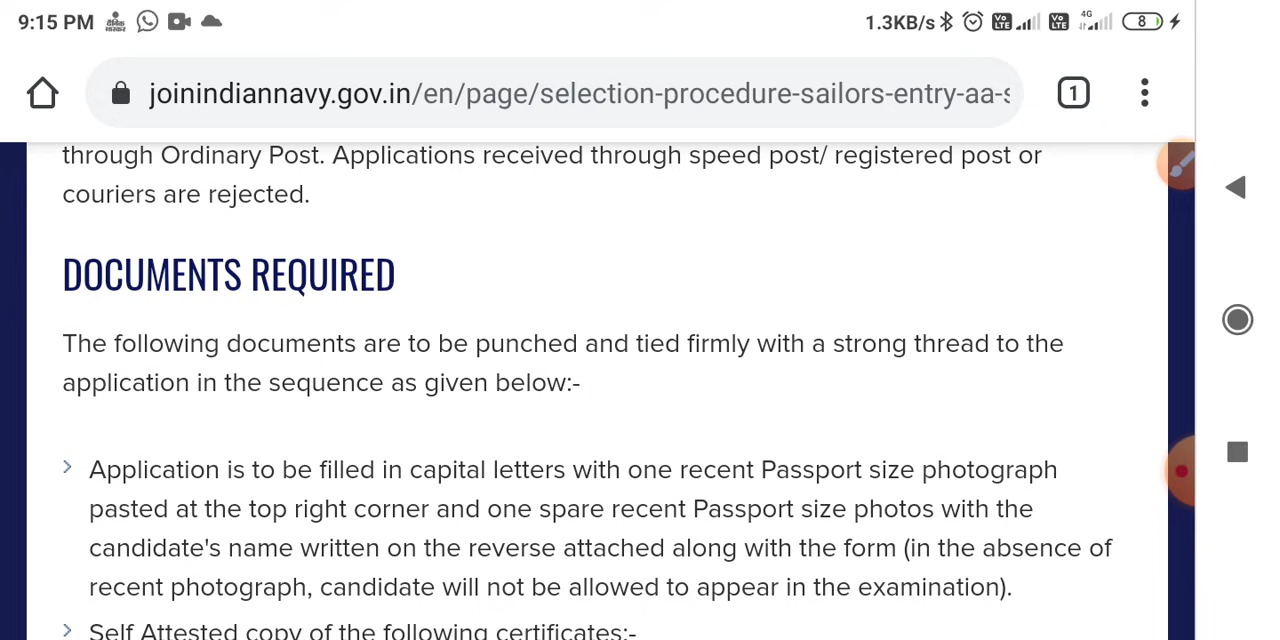 9:15 PM
1.3KB/s
Vo
LTE
Vo
LTE
4G
8
joinindiannavy.gov.in/en/page/selection-procedure-sailors-entry-aa-s
1
through Ordinary Post. Applications received through speed post/ registered post or
couriers are rejected.
DOCUMENTS REQUIRED
The following documents are to be punched and tied firmly with a strong thread to the
application in the sequence as given below:-
Application is to be filled in capital letters with one recent Passport size photograph
pasted at the top right corner and one spare recent Passport size photos with the
candidate's name written on the reverse attached along with the form (in the absence of
recent photograph, candidate will not be allowed to appear in the examination).
Self Attested copy of the following certificates:-